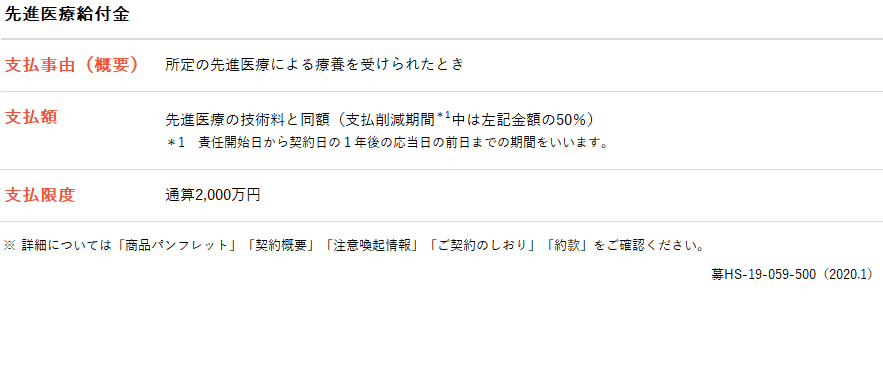 先進医療給付金
支払事由（概要） 所定の先進医療による療養を受けられたとき
支払額 先進医療の技術料と同額（支払削減期間*1中は左記金額の50％）
＊1　責任開始日から契約日の１年後の応当日の前日までの期間をいいます。
支払限度 通算2,000万円
※ 詳細については「商品パンフレット」「契約概要」「注意喚起情報」「ご契約のしおり」「約款」をご確認ください。
募HS-19-059-500（2020.1）